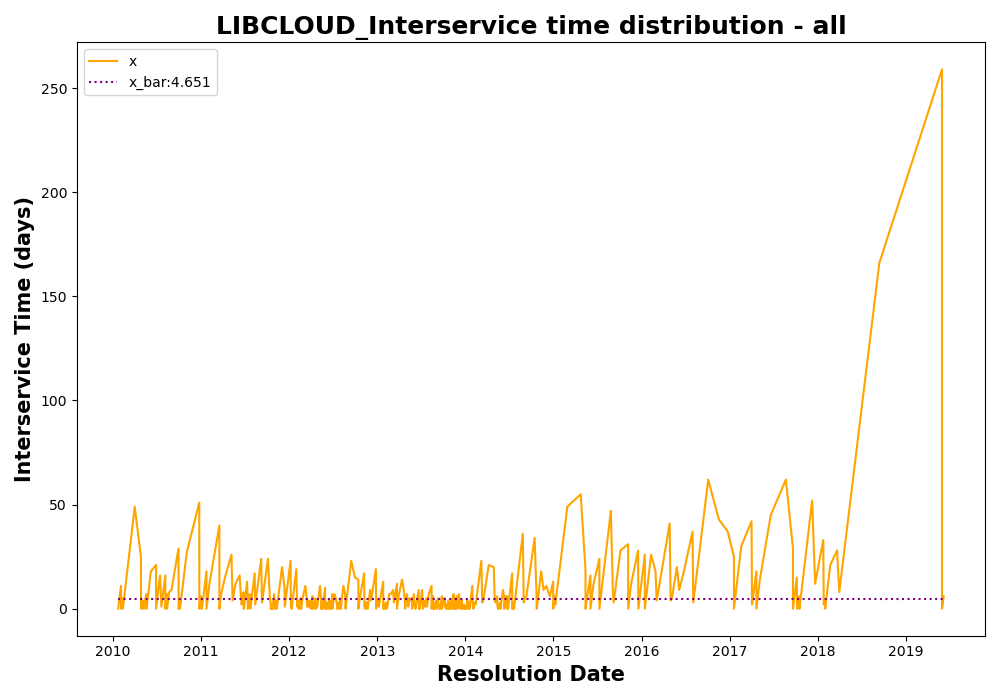 LIBCLOUD_Interservice time distribution - all
x
x_bar:4.651
Interservice Time (days)
250
200
150
100
50
0
2010 2011 2012 2013 2014 2015 2016 2017 2018 2019
Resolution Date